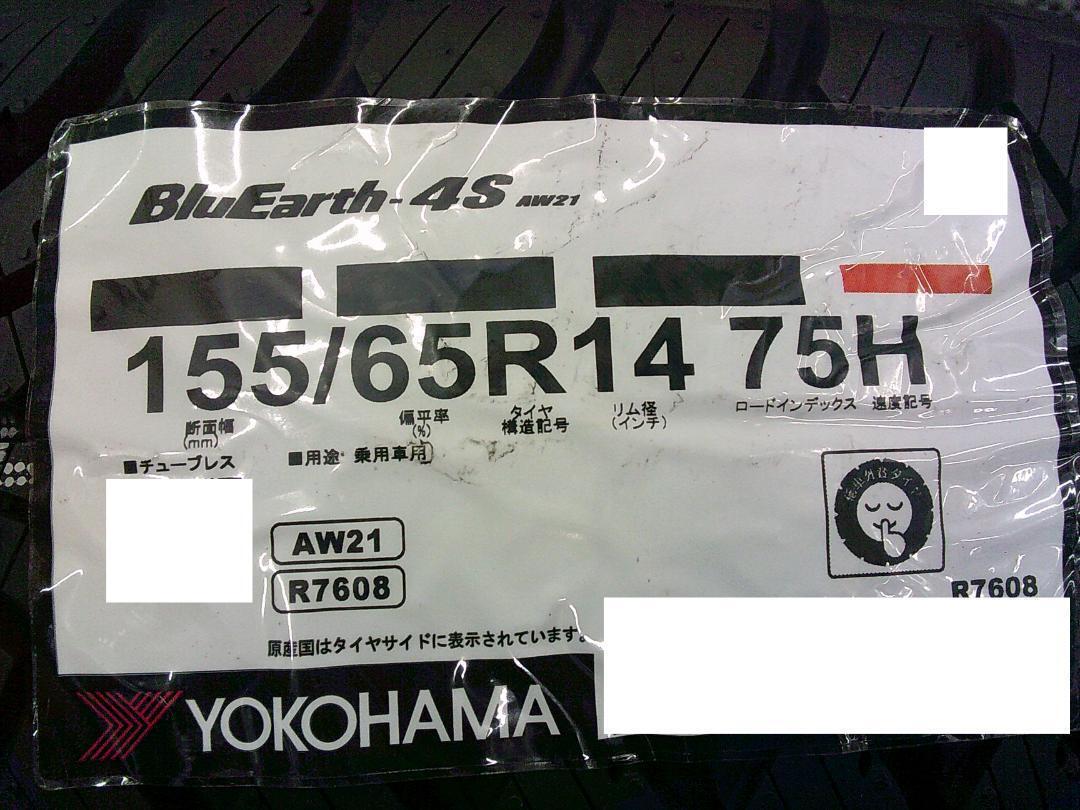 BluEarth-4S AW21
155/65R14 75H
断面幅
(mm)
偏平率
(%)
タイヤ
構造記号
リム径
(インチ)
ロードインデックス 速度記号
■チューブレス
■用途 乗用車用
AW21
R7608
原産国はタイヤサイドに表示されています。
R7608
YOKOHAMA